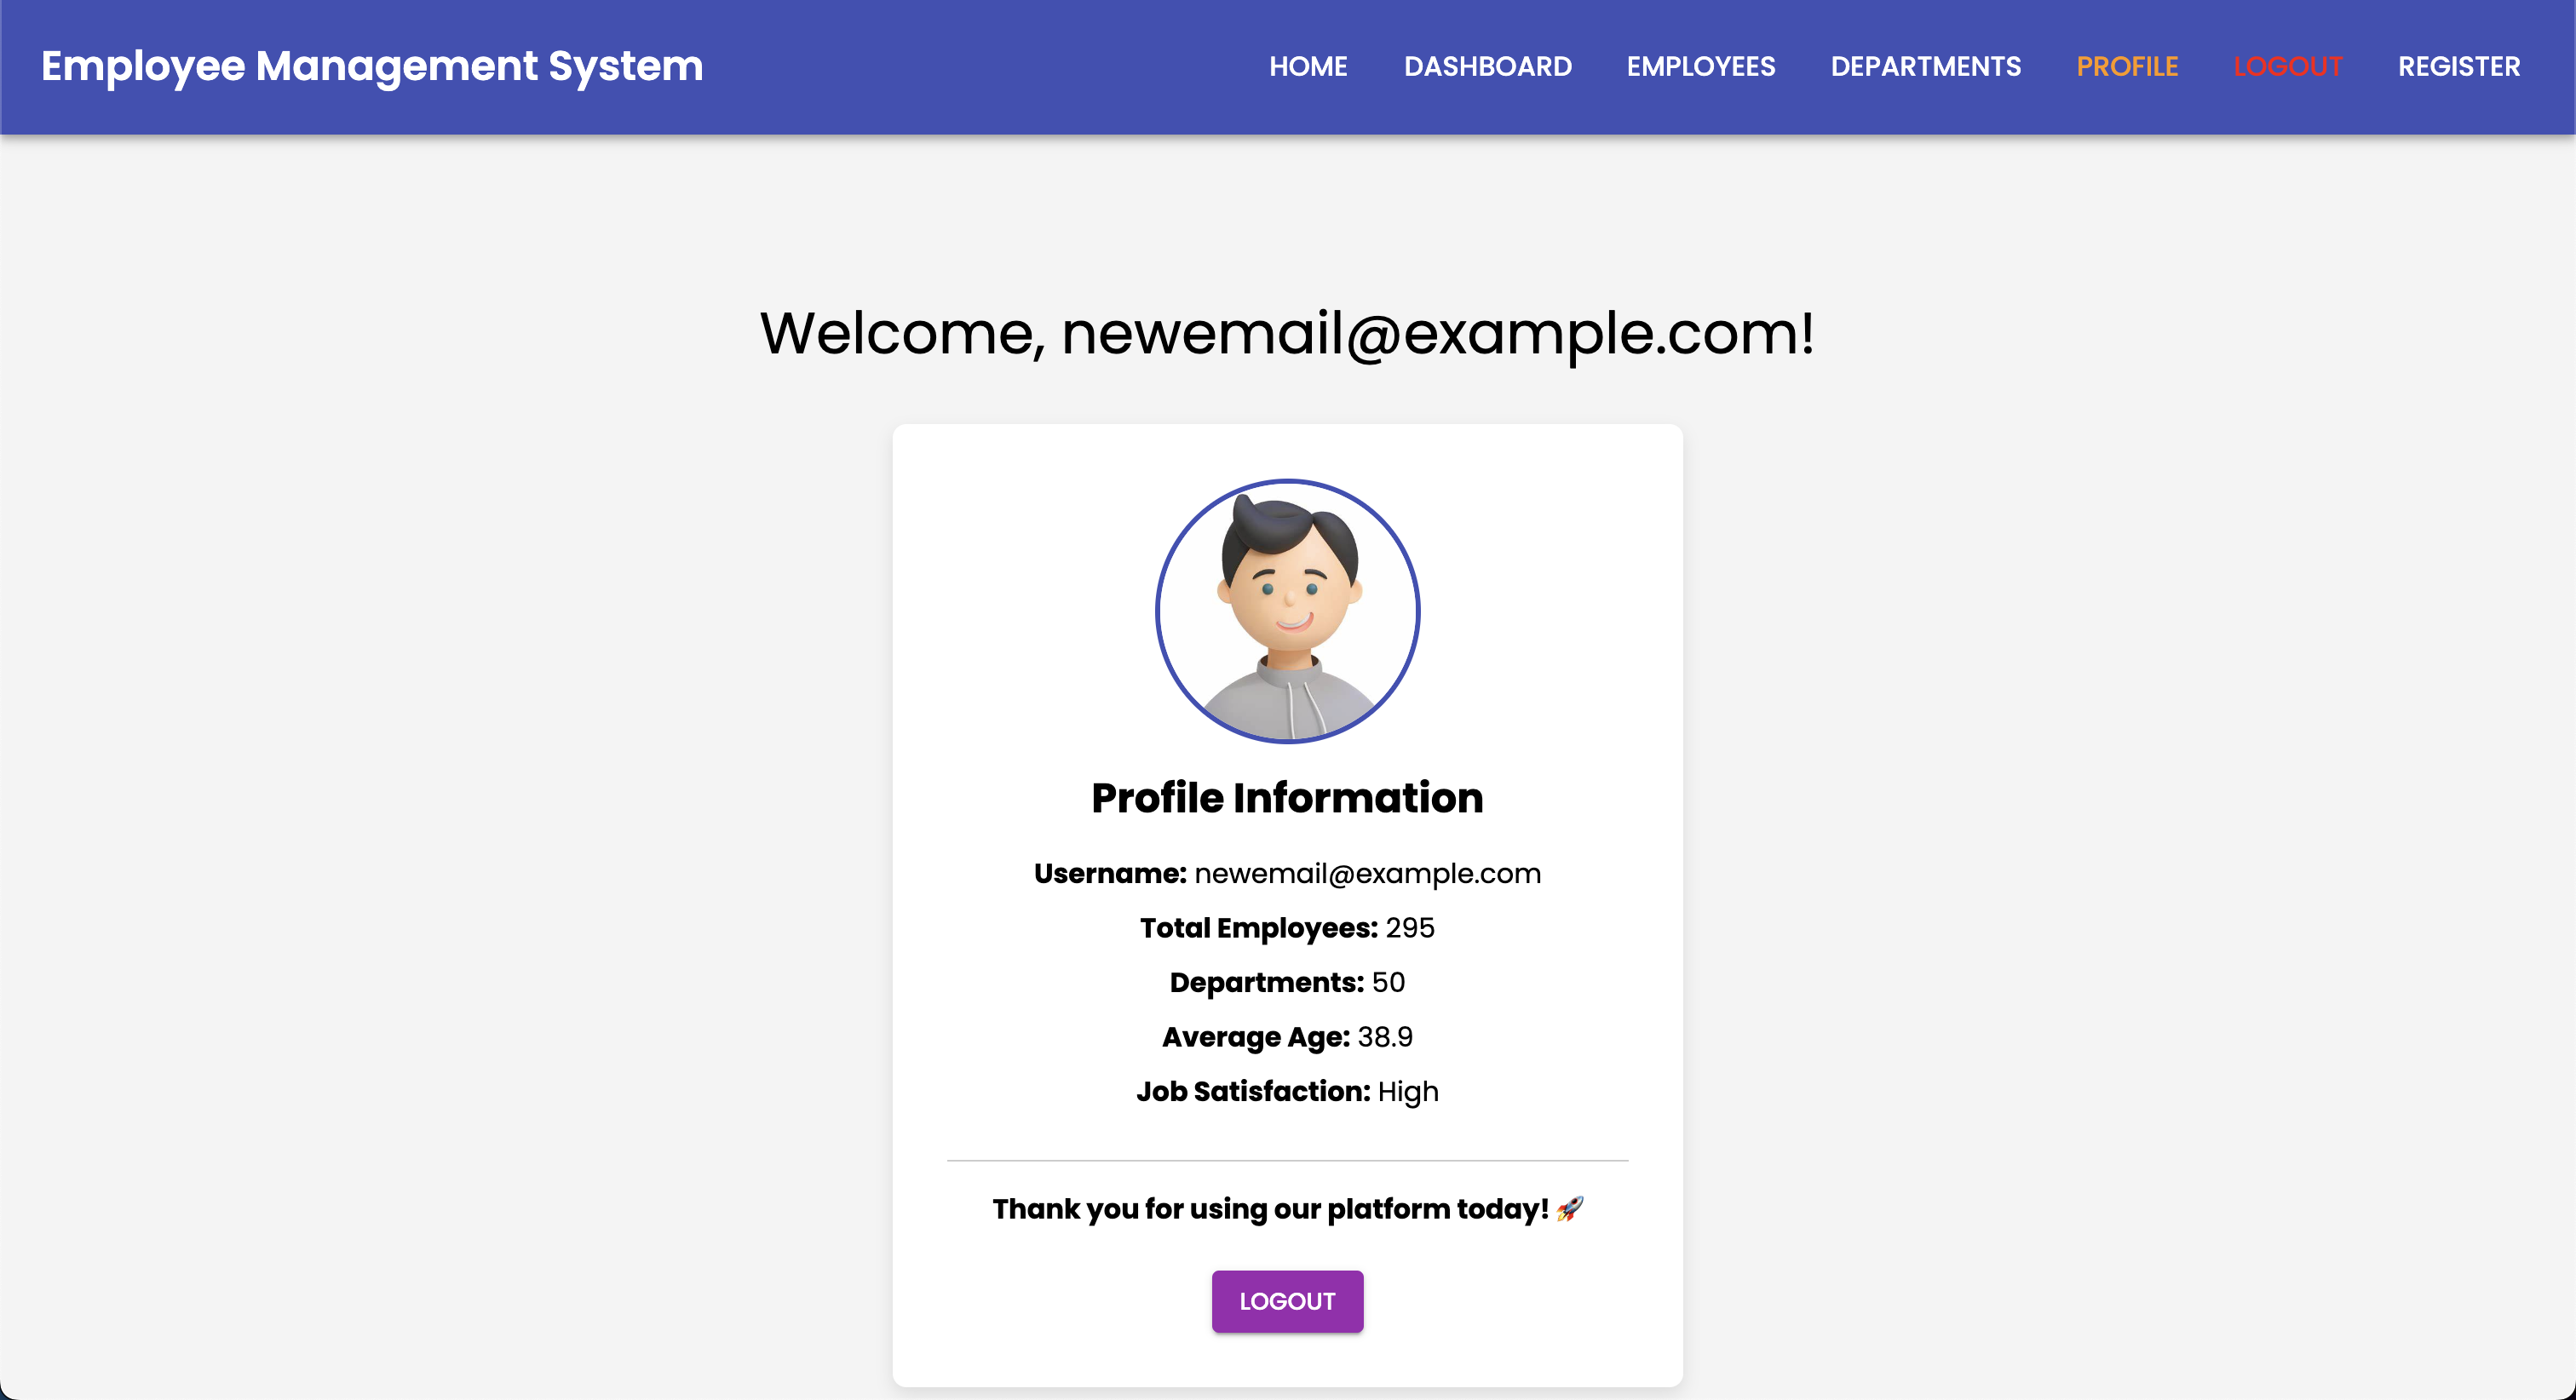 Employee Management System
HOME DASHBOARD EMPLOYEES DEPARTMENTS PROFILE LOGOUT REGISTER
Welcome, newemail@example.com!
Profile Information
Username: newemail@example.com
Total Employees: 295
Departments: 50
Average Age: 38.9
Job Satisfaction: High
Thank you for using our platform today! 🚀
LOGOUT